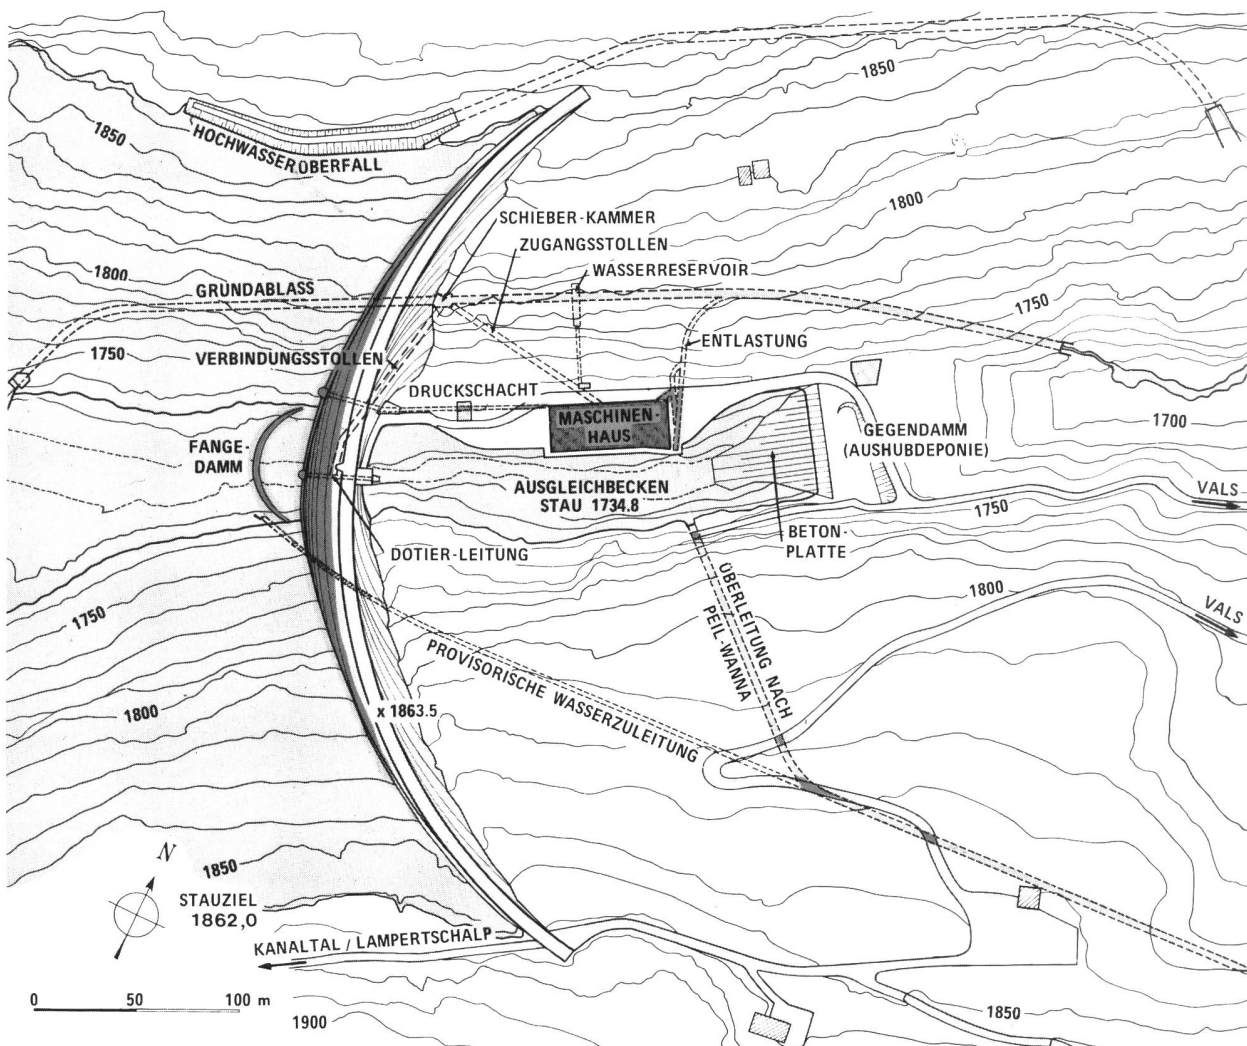 1850
1850
HOCHWASSERÜBERFALL
1800
SCHIEBER-KAMMER
ZUGANGSSTOLLEN
WASSERRESERVOIR
1800
GRUNDABLASS
1750
ENTLASTUNG
1750
VERBINDUNGSSTOLLEN
DRUCKSCHACHT
MASCHINEN-
HAUS
1700
GEGENDAMM
(AUSHUBDEPONIE)
FANGE-
DAMM
AUSGLEICHBECKEN
STAU 1734.8
VALS
1750
BETON-
PLATTE
DOTIER-LEITUNG
1750
ÜBERLEITUNG NACH
PEIL-WANNA
1800
VALS
PROVISORISCHE WASSERZULEITUNG
1800
x 1863.5
N
1850
STAUZIEL
1862,0
KANALTAL / LAMPERTSCHALP
0 50 100 m
1900
1850